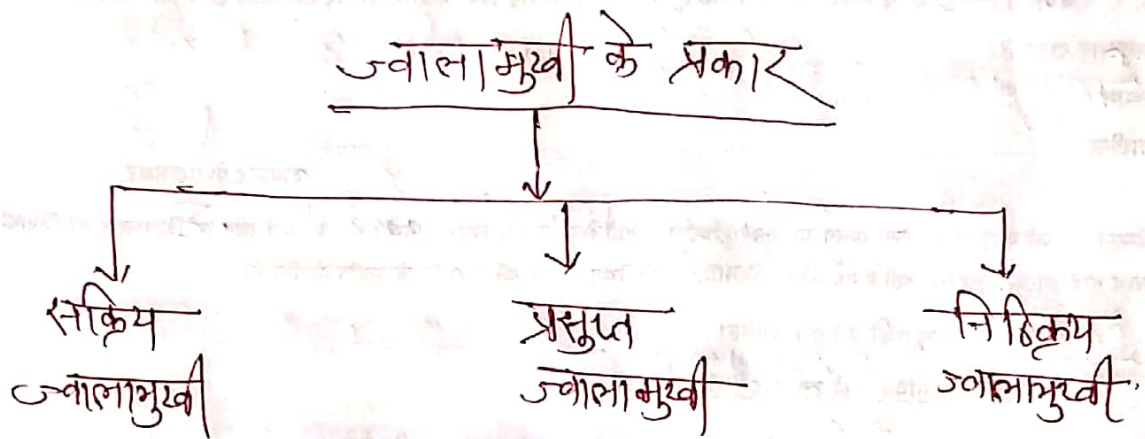 ज्वालामुखी के प्रकार
सक्रिय
ज्वालामुखी
प्रसुप्त
ज्वालामुखी
निष्क्रिय
ज्वालामुखी